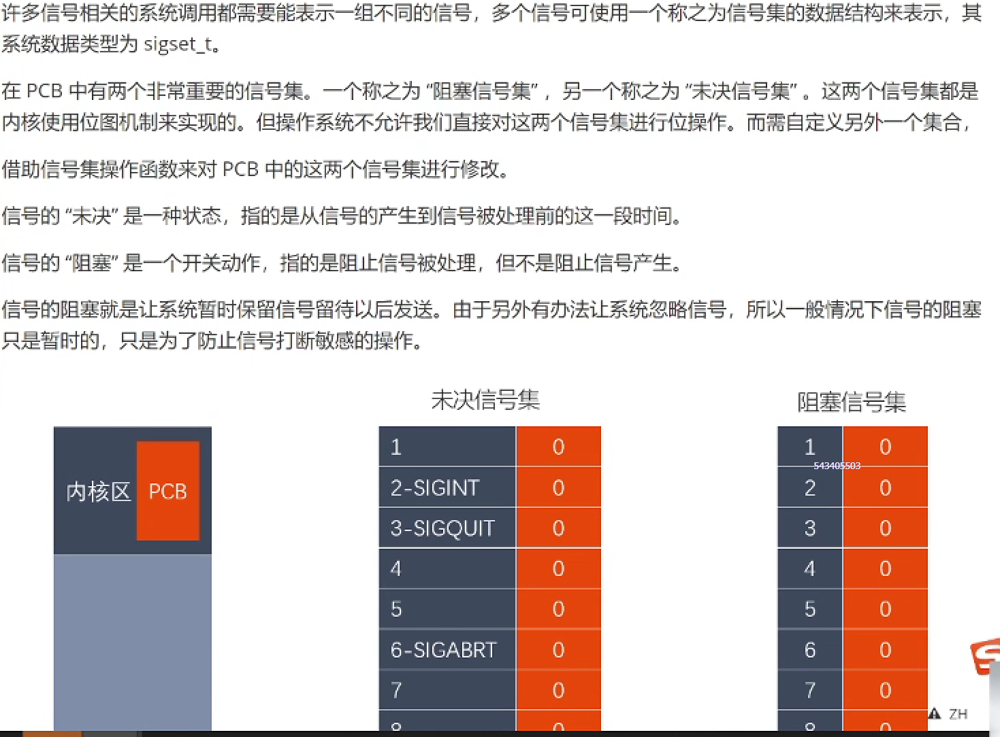 许多信号相关的系统调用都需要能表示一组不同的信号，多个信号可使用一个称之为信号集的数据结构来表示，其
系统数据类型为 sigset_t。
在 PCB 中有两个非常重要的信号集。一个称之为 “阻塞信号集” ，另一个称之为 “未决信号集” 。这两个信号集都是
内核使用位图机制来实现的。但操作系统不允许我们直接对这两个信号集进行位操作。而需自定义另外一个集合，
借助信号集操作函数来对 PCB 中的这两个信号集进行修改。
信号的 “未决” 是一种状态，指的是从信号的产生到信号被处理前的这一段时间。
信号的 “阻塞” 是一个开关动作，指的是阻止信号被处理，但不是阻止信号产生。
信号的阻塞就是让系统暂时保留信号留待以后发送。由于另外有办法让系统忽略信号，所以一般情况下信号的阻塞
只是暂时的，只是为了防止信号打断敏感的操作。
内核区 PCB
未决信号集
1 0
2-SIGINT 0
3-SIGQUIT 0
4 0
5 0
6-SIGABRT 0
7 0
8 0
阻塞信号集
1 0
543405503
2 0
3 0
4 0
5 0
6 0
7 0
8 0
ZH